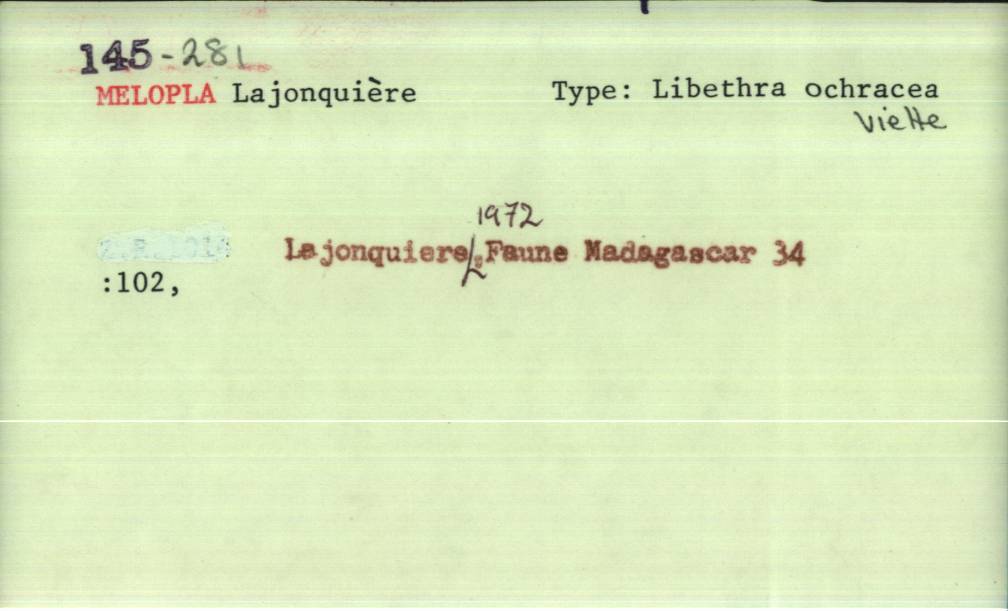 145-281
MELOPLA Lajonquière Type: Libethra ochracea
Viette
1972
Lajonquiere, Faune Madagascar 34
:102,